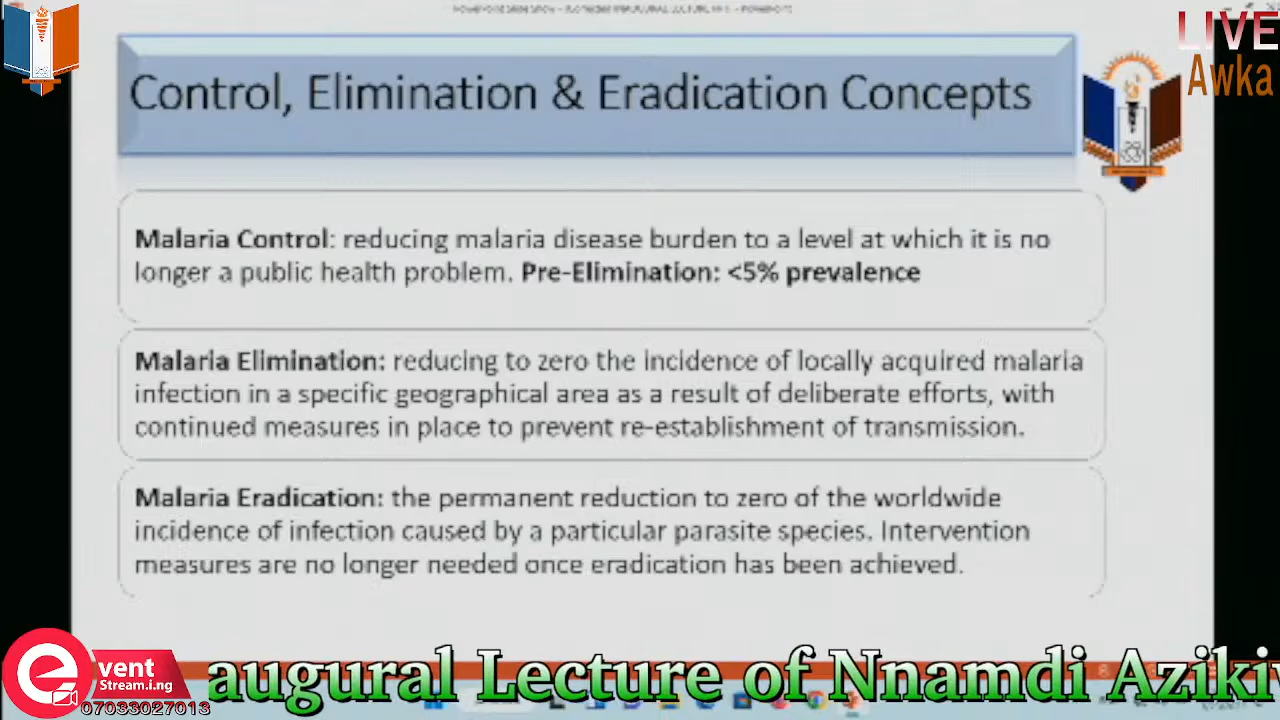 LIVE
Awka
Control, Elimination & Eradication Concepts
Malaria Control: reducing malaria disease burden to a level at which it is no
longer a public health problem. Pre-Elimination: <5% prevalence
Malaria Elimination: reducing to zero the incidence of locally acquired malaria
infection in a specific geographical area as a result of deliberate efforts, with
continued measures in place to prevent re-establishment of transmission.
Malaria Eradication: the permanent reduction to zero of the worldwide
incidence of infection caused by a particular parasite species. Intervention
measures are no longer needed once eradication has been achieved.
event
Stream.i.ng
07033027013
augural Lecture of Nnamdi Aziki